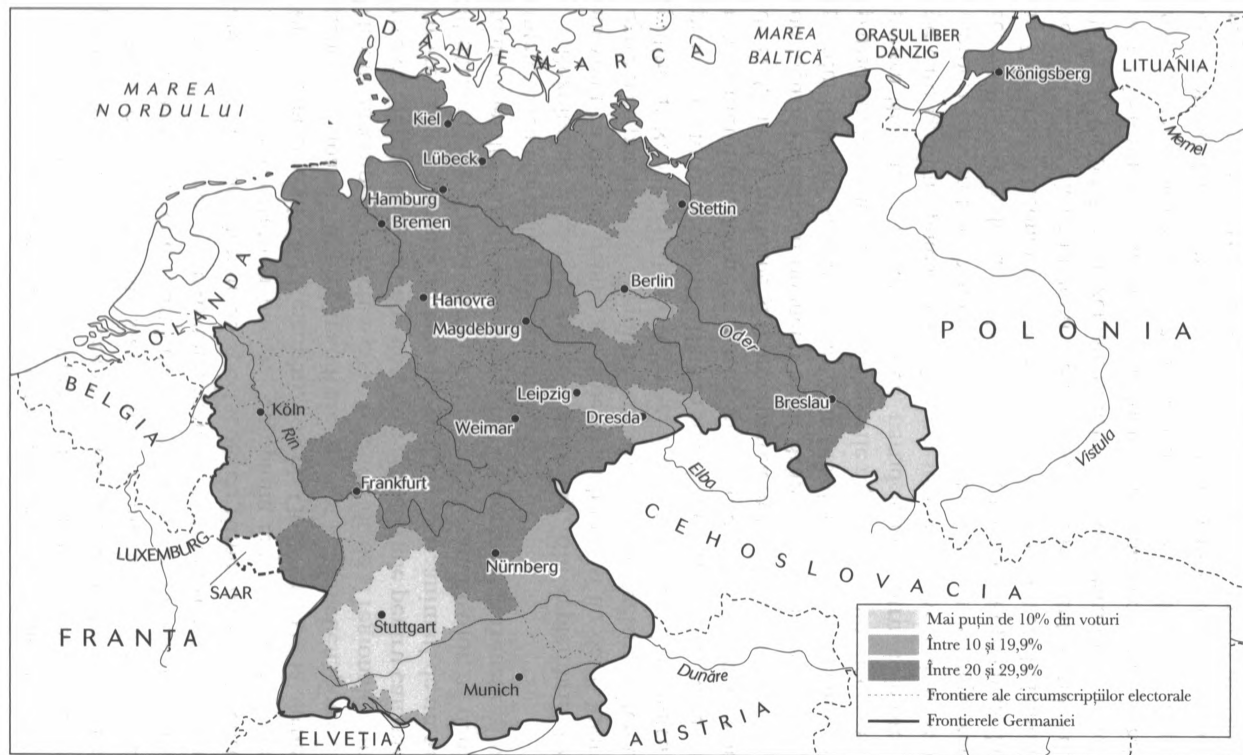 DANEMARCA
MAREA
BALTICĂ
ORAȘUL LIBER
DANZIG
LITUANIA
Königsberg
Memel
MAREA
NORDULUI
Kiel
Lübeck
Hamburg
Bremen
Stettin
OLANDA
Hanovra
Berlin
Magdeburg
Oder
POLONIA
BELGIA
Köln
Rin
Leipzig
Dresda
Weimar
Breslau
Elba
Vistula
Frankfurt
LUXEMBURG
SAAR
Nürnberg
CEHOSLOVACIA
FRANȚA
Stuttgart
Munich
Dunăre
ELVEȚIA
AUSTRIA
Mai puțin de 10% din voturi
Între 10 și 19,9%
Între 20 și 29,9%
Frontiere ale circumscripțiilor electorale
Frontierele Germaniei